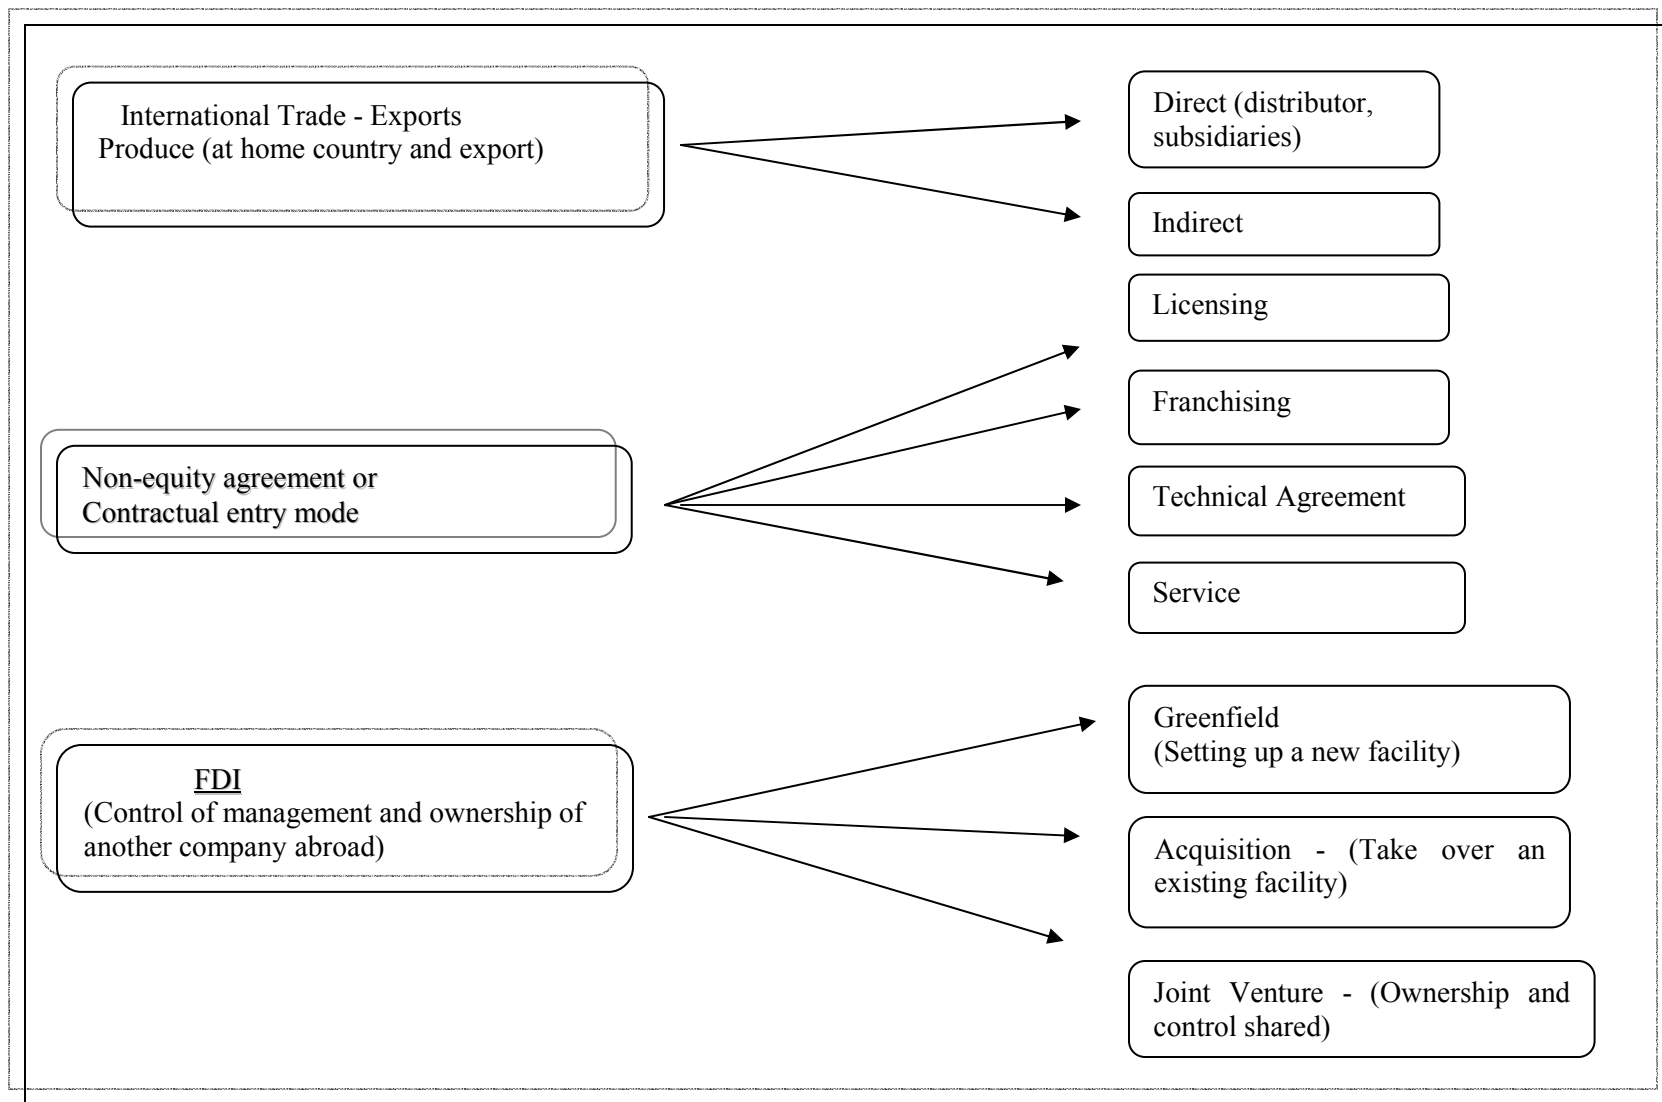 International Trade - Exports
Produce (at home country and export)
Direct (distributor,
subsidiaries)
Indirect
Licensing
Franchising
Non-equity agreement or
Contractual entry mode
Technical Agreement
Service
Greenfield
(Setting up a new facility)
FDI
(Control of management and ownership of
another company abroad)
Acquisition - (Take over an
existing facility)
Joint Venture - (Ownership and
control shared)